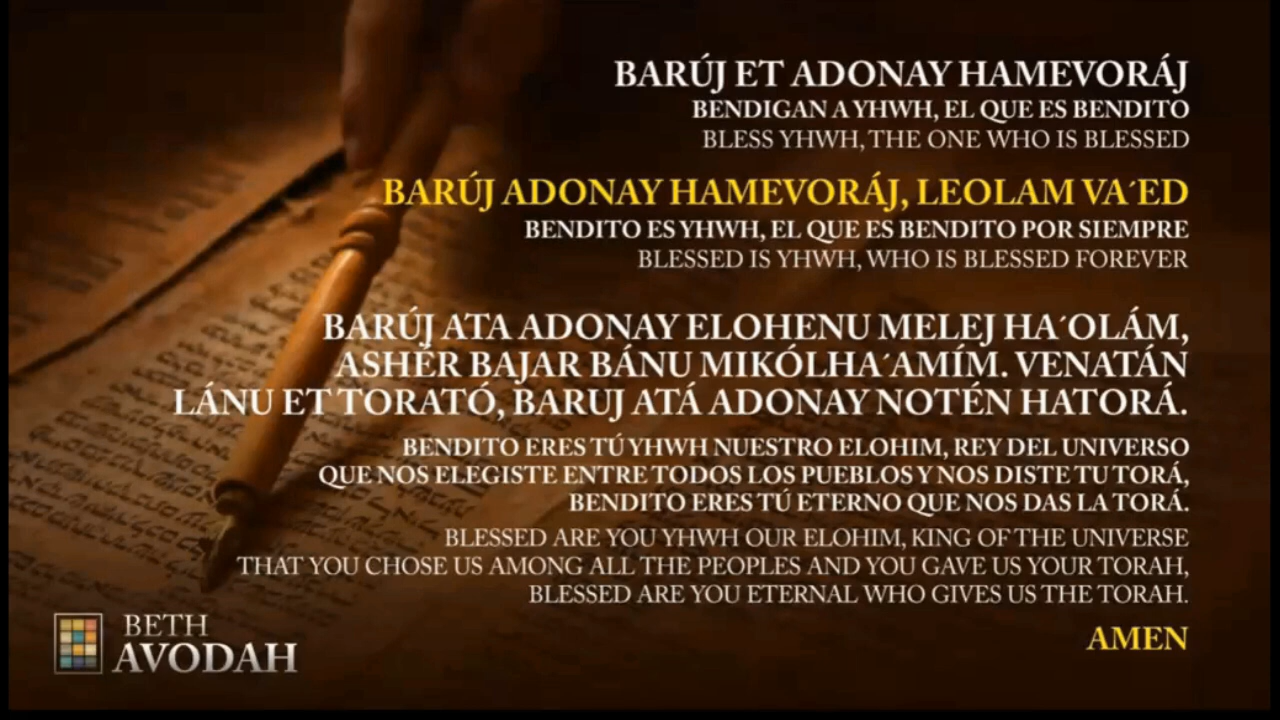 BARÚJ ET ADONAY HAMEVORÁJ
BENDIGAN A YHWH, EL QUE ES BENDITO
BLESS YHWH, THE ONE WHO IS BLESSED
BARÚJ ADONAY HAMEVORÁJ, LEOLAM VA´ED
BENDITO ES YHWH, EL QUE ES BENDITO POR SIEMPRE
BLESSED IS YHWH, WHO IS BLESSED FOREVER
BARÚJ ATA ADONAY ELOHENU MELEJ HA´OLÁM,
ASHÉR BAJAR BÁNU MIKÓLHA´AMÍM. VENATÁN
LÁNU ET TORATÓ, BARUJ ATÁ ADONAY NOTÉN HATORÁ.
BENDITO ERES TÚ YHWH NUESTRO ELOHIM, REY DEL UNIVERSO
QUE NOS ELEGISTE ENTRE TODOS LOS PUEBLOS Y NOS DISTE TU TORÁ,
BENDITO ERES TÚ ETERNO QUE NOS DAS LA TORÁ.
BLESSED ARE YOU YHWH OUR ELOHIM, KING OF THE UNIVERSE
THAT YOU CHOSE US AMONG ALL THE PEOPLES AND YOU GAVE US YOUR TORAH,
BLESSED ARE YOU ETERNAL WHO GIVES US THE TORAH.
AMEN
BETH
AVODAH